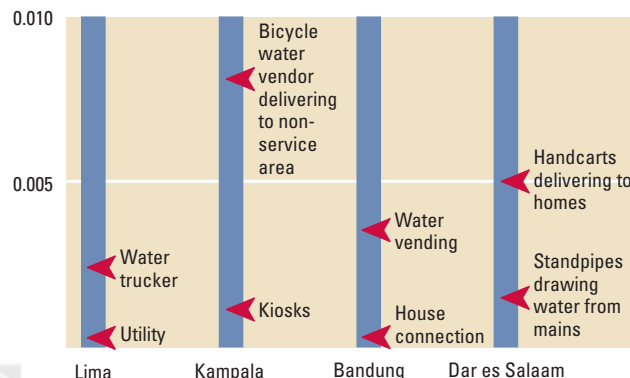 0.010
Bicycle
water
vendor
delivering
to non-
service
area
0.005
Handcarts
delivering to
homes
Water
vending
Water
trucker
Standpipes
drawing
water from
mains
Kiosks
House
connection
Utility
Lima
Kampala
Bandung
Dar es Salaam